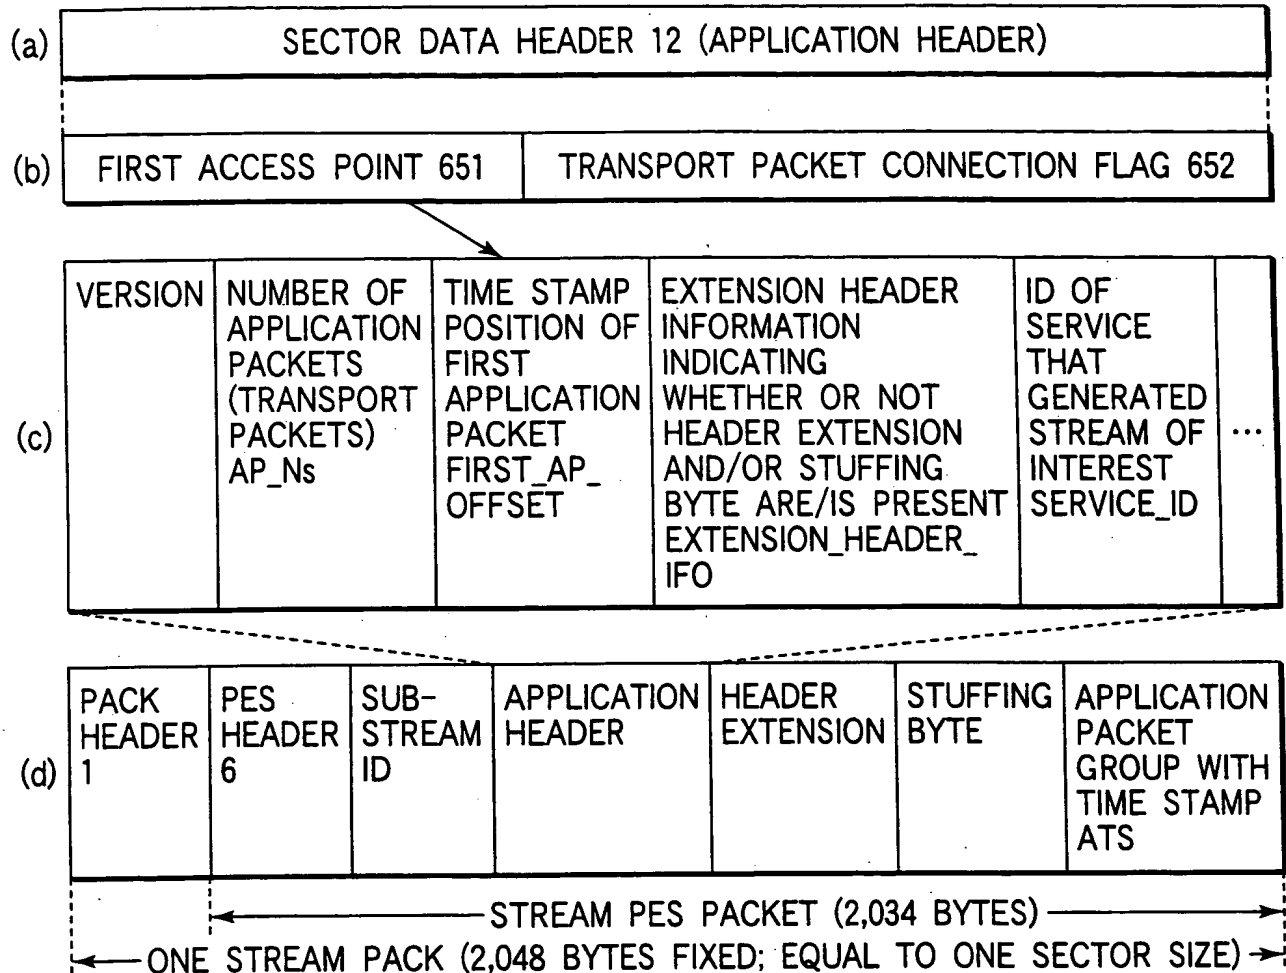 (a) SECTOR DATA HEADER 12 (APPLICATION HEADER)
(b) FIRST ACCESS POINT 651 TRANSPORT PACKET CONNECTION FLAG 652
(c)
VERSION
NUMBER OF
APPLICATION
PACKETS
(TRANSPORT
PACKETS)
AP_Ns
TIME STAMP
POSITION OF
FIRST
APPLICATION
PACKET
FIRST_AP_
OFFSET
EXTENSION HEADER
INFORMATION
INDICATING
WHETHER OR NOT
HEADER EXTENSION
AND/OR STUFFING
BYTE ARE/IS PRESENT
EXTENSION_HEADER_
IFO
ID OF
SERVICE
THAT
GENERATED
STREAM OF
INTEREST
SERVICE_ID
...
(d)
PACK
HEADER
1
PES
HEADER
6
SUB-
STREAM
ID
APPLICATION
HEADER
HEADER
EXTENSION
STUFFING
BYTE
APPLICATION
PACKET
GROUP WITH
TIME STAMP
ATS
STREAM PES PACKET (2,034 BYTES)
ONE STREAM PACK (2,048 BYTES FIXED; EQUAL TO ONE SECTOR SIZE)